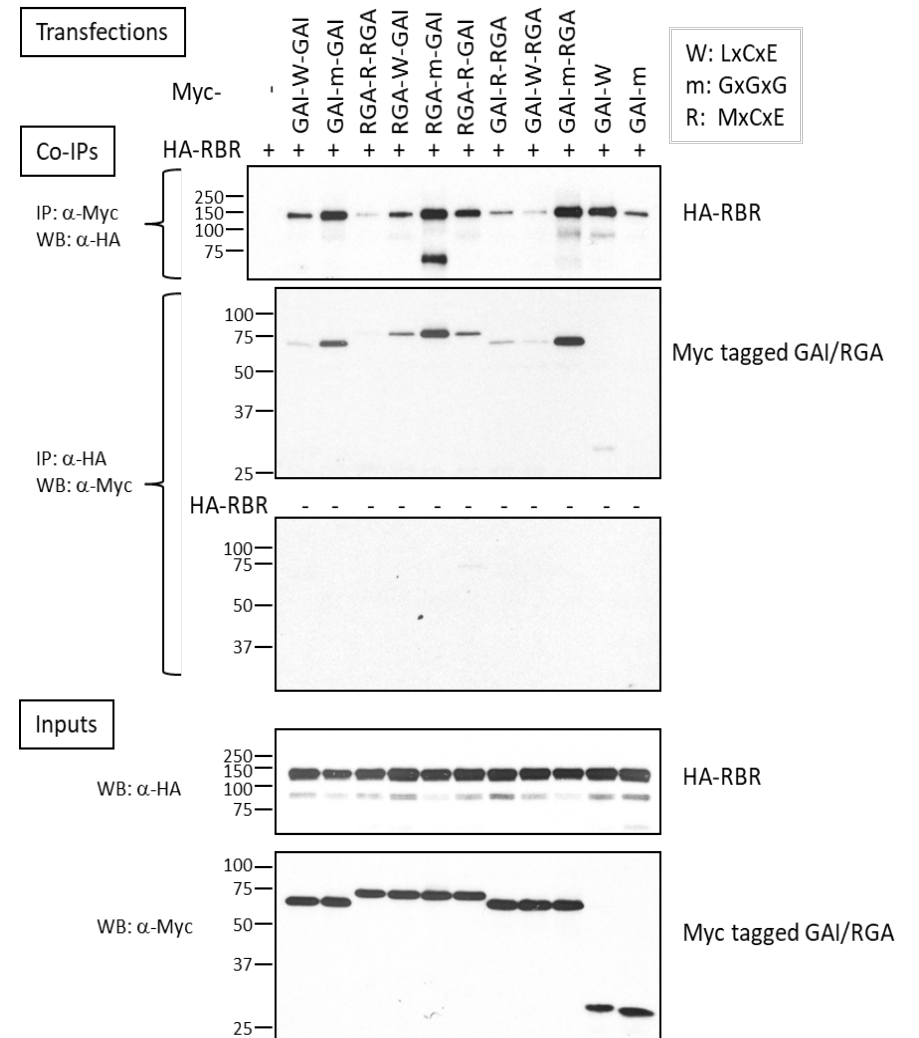 Transfections
Myc- - GAI-W-GAI GAI-m-GAI RGA-R-RGA RGA-W-GAI RGA-m-GAI RGA-R-GAI GAI-R-RGA GAI-W-RGA GAI-m-RGA GAI-W GAI-m
W: LxCxE
m: GxGxG
R: MxCxE
Co-IPs
HA-RBR + + + + + + + + + + + +
IP: α-Myc
WB: α-HA
250
150
100
75
HA-RBR
IP: α-HA
WB: α-Myc
100
75
50
37
25
Myc tagged GAI/RGA
HA-RBR - - - - - - - - - - -
100
75
50
37
Inputs
WB: α-HA
250
150
100
75
HA-RBR
WB: α-Myc
100
75
50
37
25
Myc tagged GAI/RGA